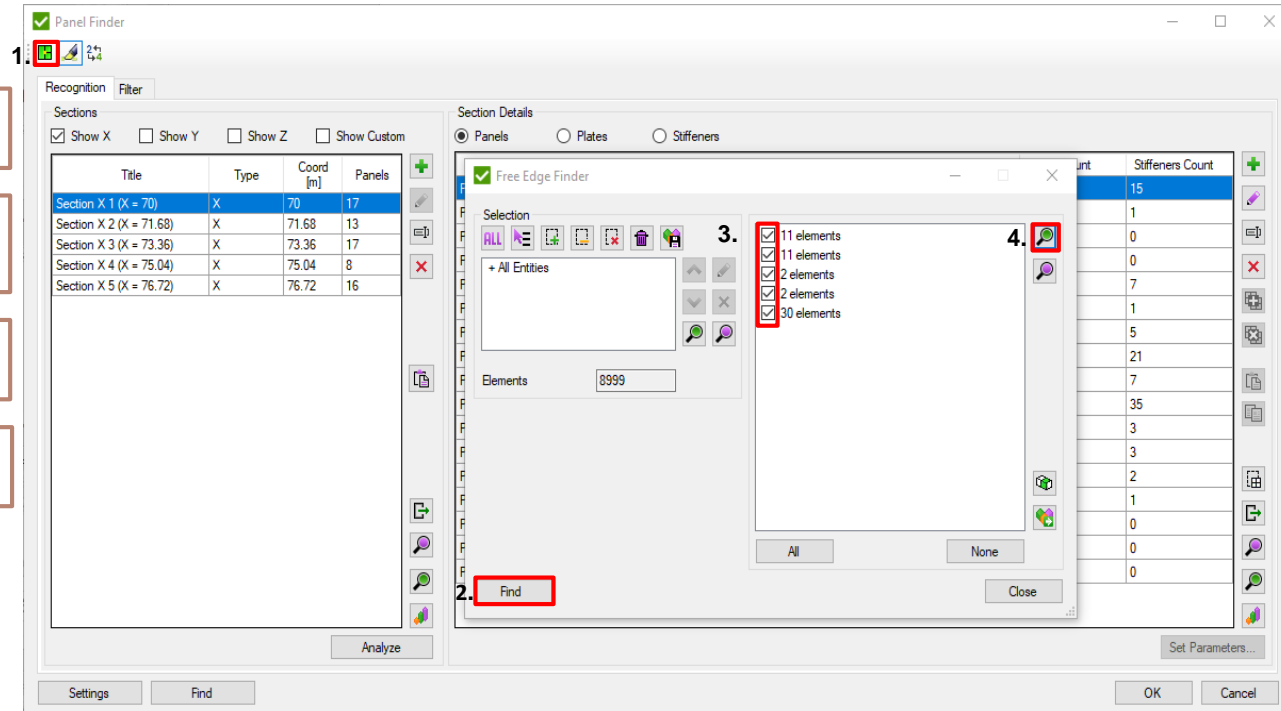 Panel Finder
1.
Recognition Filter
Sections
Show X Show Y Show Z Show Custom
Title Type Coord [m] Panels
Section X 1 (X = 70) X 70 17
Section X 2 (X = 71.68) X 71.68 13
Section X 3 (X = 73.36) X 73.36 17
Section X 4 (X = 75.04) X 75.04 8
Section X 5 (X = 76.72) X 76.72 16
Analyze
Section Details
Panels Plates Stiffeners
Stiffeners Count
15
1
0
0
7
1
5
21
7
35
3
3
2
1
0
0
0
Free Edge Finder
Selection
ALL
+ All Entities
Elements 8999
3.
11 elements
11 elements
2 elements
2 elements
30 elements
4.
All None
2.
Find Close
Set Parameters...
Settings Find OK Cancel